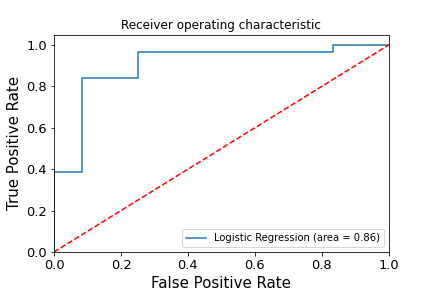 Receiver operating characteristic
True Positive Rate
1.0
0.8
0.6
0.4
0.2
0.0
Logistic Regression (area = 0.86)
0.0 0.2 0.4 0.6 0.8 1.0
False Positive Rate